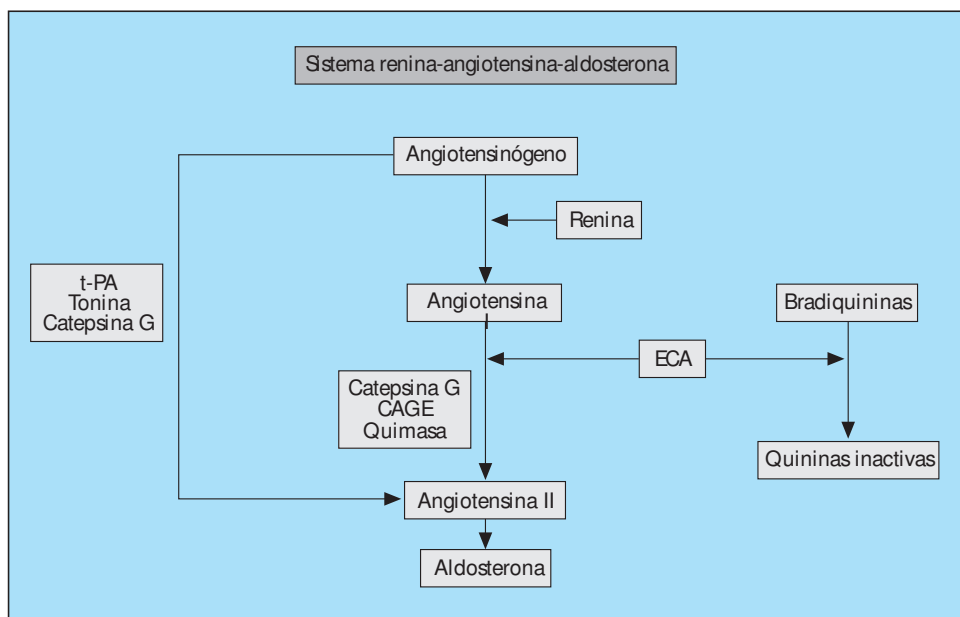 Sistema renina-angiotensina-aldosterona
Angiotensinógeno
Renina
t-PA
Tonina
Catepsina G
Angiotensina
I
Bradiquininas
ECA
Catepsina G
CAGE
Quimasa
Quininas inactivas
Angiotensina II
Aldosterona